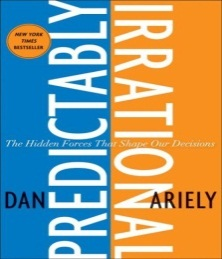 NEW YORK
TIMES
BESTSELLER
PREDICTABLY
IRRATIONAL
The Hidden Forces That Shape Our Decisions
DAN ARIELY